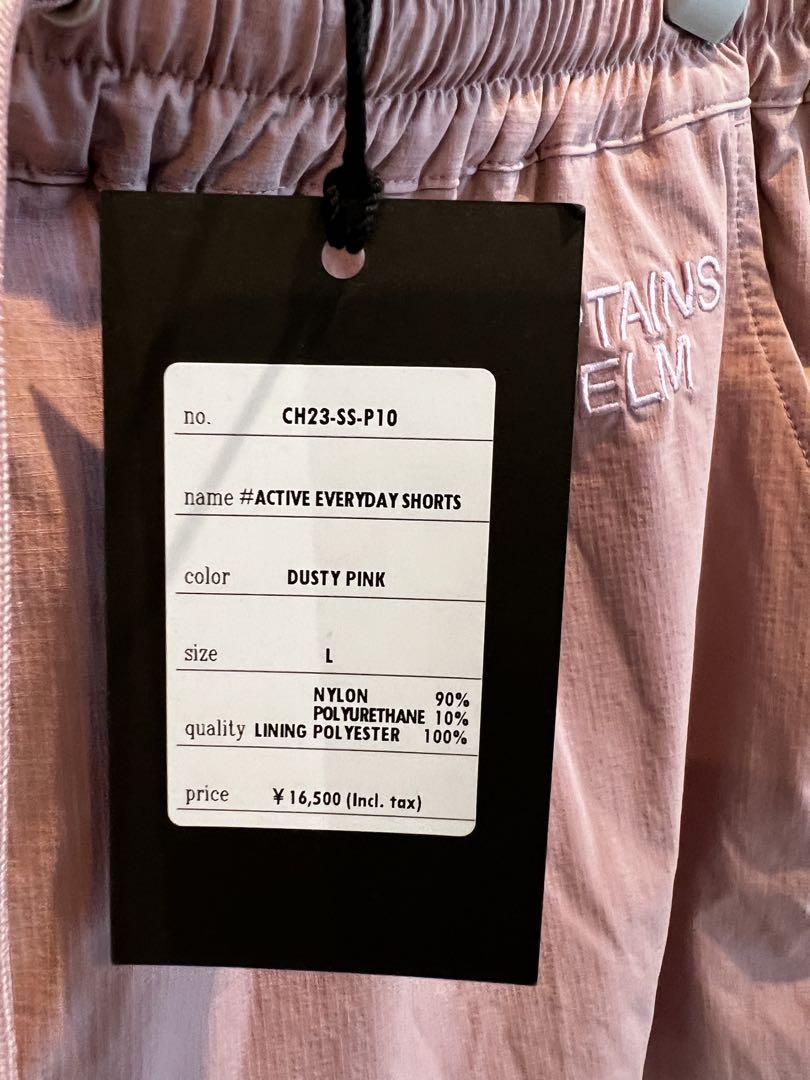 TAINS
ELM
no. CH23-SS-P10
name #ACTIVE EVERYDAY SHORTS
color DUSTY PINK
size L
NYLON 90%
POLYURETHANE 10%
quality LINING POLYESTER 100%
price ¥ 16,500 (Incl. tax)